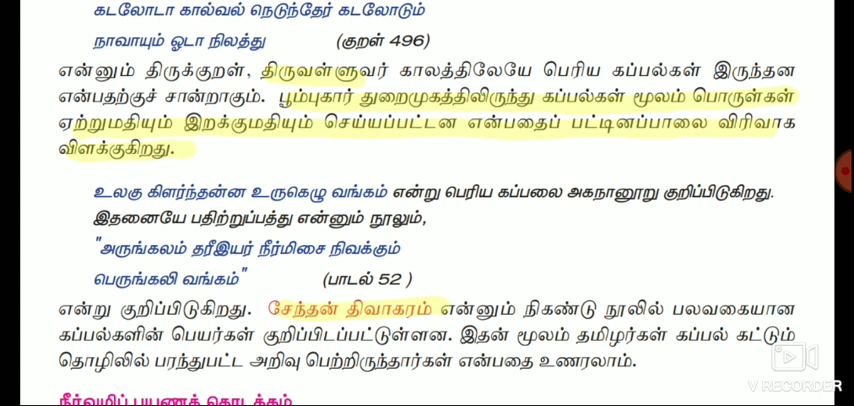 கடலோடா கால்வல் நெடுந்தேர் கடலோடும்
நாவாயும் ஓடா நிலத்து (குறள் 496)
என்னும் திருக்குறள், திருவள்ளுவர் காலத்திலேயே பெரிய கப்பல்கள் இருந்தன
என்பதற்குச் சான்றாகும். பூம்புகார் துறைமுகத்திலிருந்து கப்பல்கள் மூலம் பொருள்கள்
ஏற்றுமதியும் இறக்குமதியும் செய்யப்பட்டன என்பதைப் பட்டினப்பாலை விரிவாக
விளக்குகிறது.
உலகு கிளர்ந்தன்ன உருகெழு வங்கம் என்று பெரிய கப்பலை அகநானூறு குறிப்பிடுகிறது.
இதனையே பதிற்றுப்பத்து என்னும் நூலும்,
"அருங்கலம் தரீஇயர் நீர்மிசை நிவக்கும்
பெருங்கலி வங்கம்" (பாடல் 52 )
என்று குறிப்பிடுகிறது. சேந்தன் திவாகரம் என்னும் நிகண்டு நூலில் பலவகையான
கப்பல்களின் பெயர்கள் குறிப்பிடப்பட்டுள்ளன. இதன் மூலம் தமிழர்கள் கப்பல் கட்டும்
தொழிலில் பரந்துபட்ட அறிவு பெற்றிருந்தார்கள் என்பதை உணரலாம்.
V RECORDER
நீர்வழிப் பயணத் தொடக்கம்